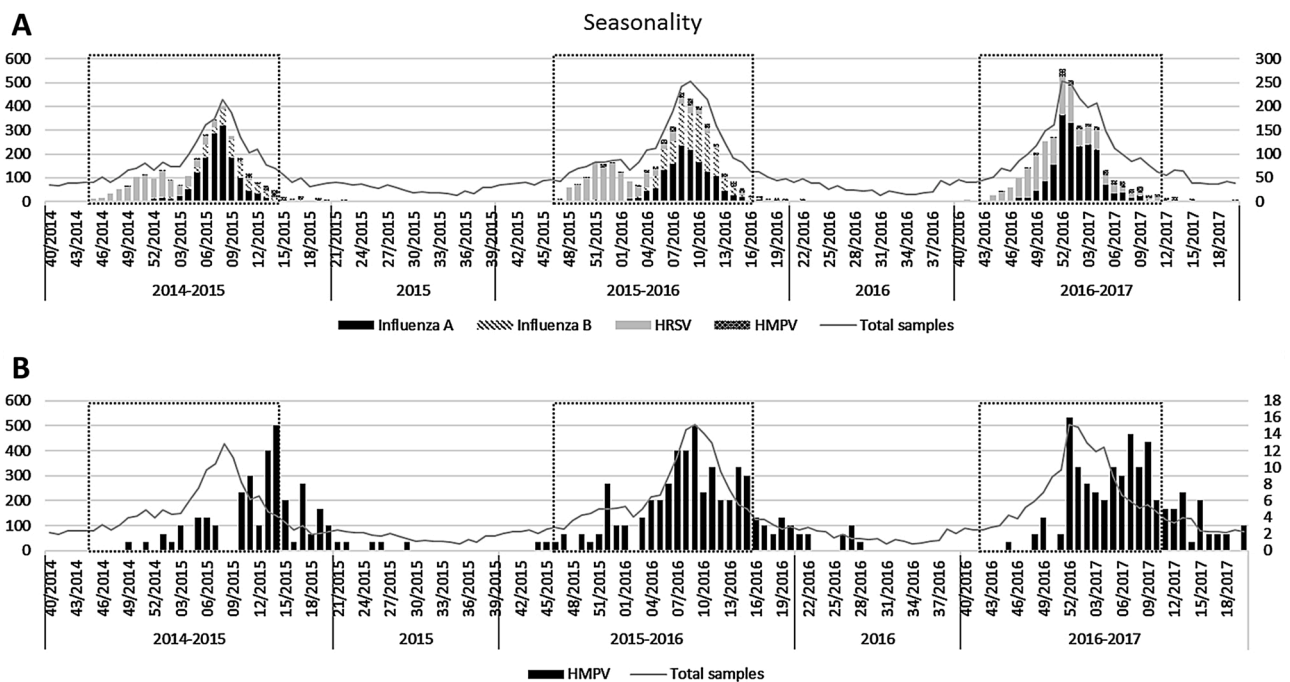 A
Seasonality
600 300
500 250
400 200
300 150
200 100
100 50
0 0
40/2014 43/2014 46/2014 49/2014 52/2014 03/2015 06/2015 09/2015 12/2015 15/2015 18/2015 21/2015 24/2015 27/2015 30/2015 33/2015 36/2015 39/2015 42/2015 45/2015 48/2015 51/2015 01/2016 04/2016 07/2016 10/2016 13/2016 16/2016 19/2016 22/2016 25/2016 28/2016 31/2016 34/2016 37/2016 40/2016 43/2016 46/2016 49/2016 52/2016 03/2017 06/2017 09/2017 12/2017 15/2017 18/2017
2014-2015 2015 2015-2016 2016 2016-2017
Influenza A Influenza B HRSV HMPV Total samples
B
600 18
16
500 14
400 12
10
300 8
200 6
4
100 2
0 0
40/2014 43/2014 46/2014 49/2014 52/2014 03/2015 06/2015 09/2015 12/2015 15/2015 18/2015 21/2015 24/2015 27/2015 30/2015 33/2015 36/2015 39/2015 42/2015 45/2015 48/2015 51/2015 01/2016 04/2016 07/2016 10/2016 13/2016 16/2016 19/2016 22/2016 25/2016 28/2016 31/2016 34/2016 37/2016 40/2016 43/2016 46/2016 49/2016 52/2016 03/2017 06/2017 09/2017 12/2017 15/2017 18/2017
2014-2015 2015 2015-2016 2016 2016-2017
HMPV Total samples